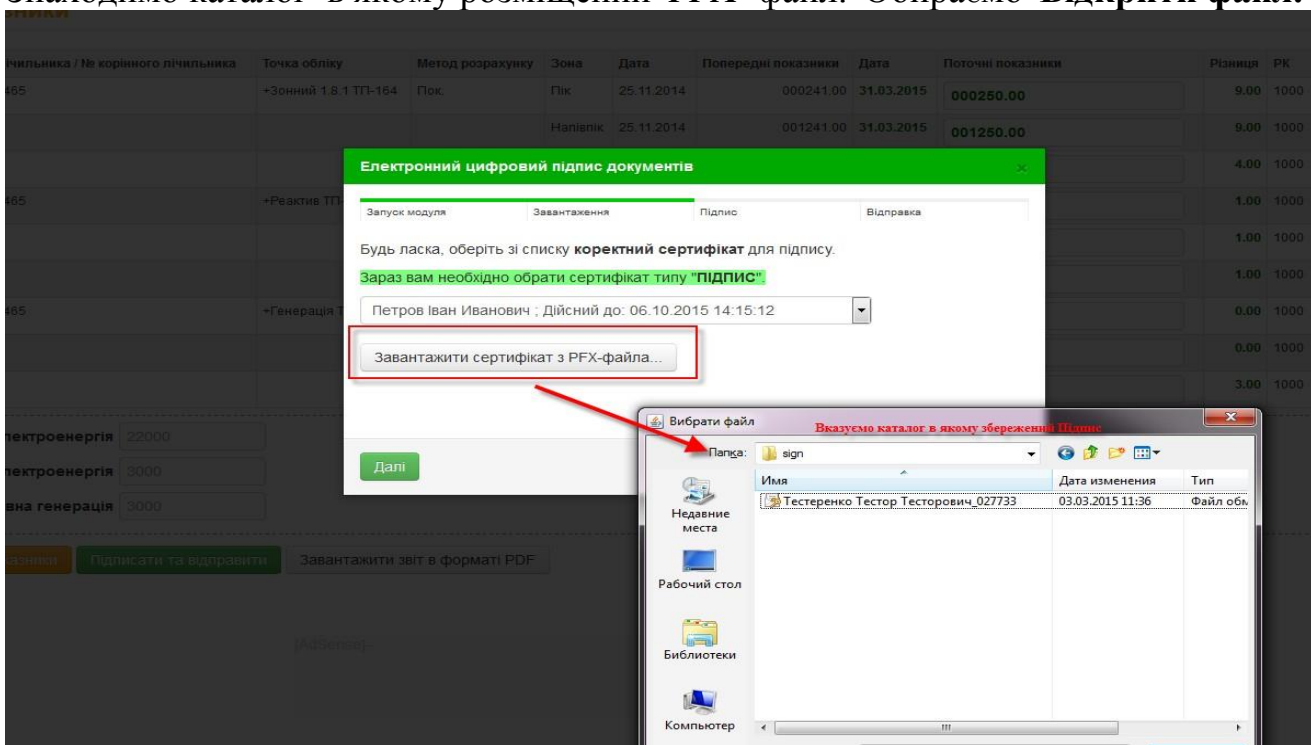 Знаходимо каталог в якому розміщений PFX файл. Обираємо Відкрити файл.
ічильника / № корінного лічильника Точка обліку Метод розрахунку Зона Дата Попередні показники Дата Поточні показники Різниця РК
465 +Зонний 1.8.1 ТП-164 Пок. Пік 25.11.2014 000241.00 31.03.2015 000250.00 9.00 1000
Напівпік 25.11.2014 001241.00 31.03.2015 001250.00 9.00 1000
Електронний цифровий підпис документів ×
4.00 1000
465 +Реактив ТП- 1.00 1000
Запуск модуля Завантаження Підпис Відправка
Будь ласка, оберіть зі списку коректний сертифікат для підпису. 1.00 1000
Зараз вам необхідно обрати сертифікат типу "ПІДПИС". 1.00 1000
465 +Генерація Т Петров Іван Иванович ; Дійсний до: 06.10.2015 14:15:12 0.00 1000
Завантажити сертифікат з PFX-файла... 0.00 1000
3.00 1000
Вибрати файл
Вказуємо каталог в якому збережений Підпис
лектроенергія 22000
Папка: sign
лектроенергія 3000 Далі
Имя Дата изменения Тип
Тестеренко Тестор Тесторович_027733 03.03.2015 11:36 Файл обм
вна генерація 3000
Недавние
места
казники Підписати та відправити Завантажити звіт в форматі PDF
Рабочий стол
[AdSense]-
Библиотеки
Компьютер